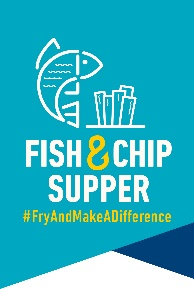 FISH & CHIP
SUPPER
#FryAndMakeADifference